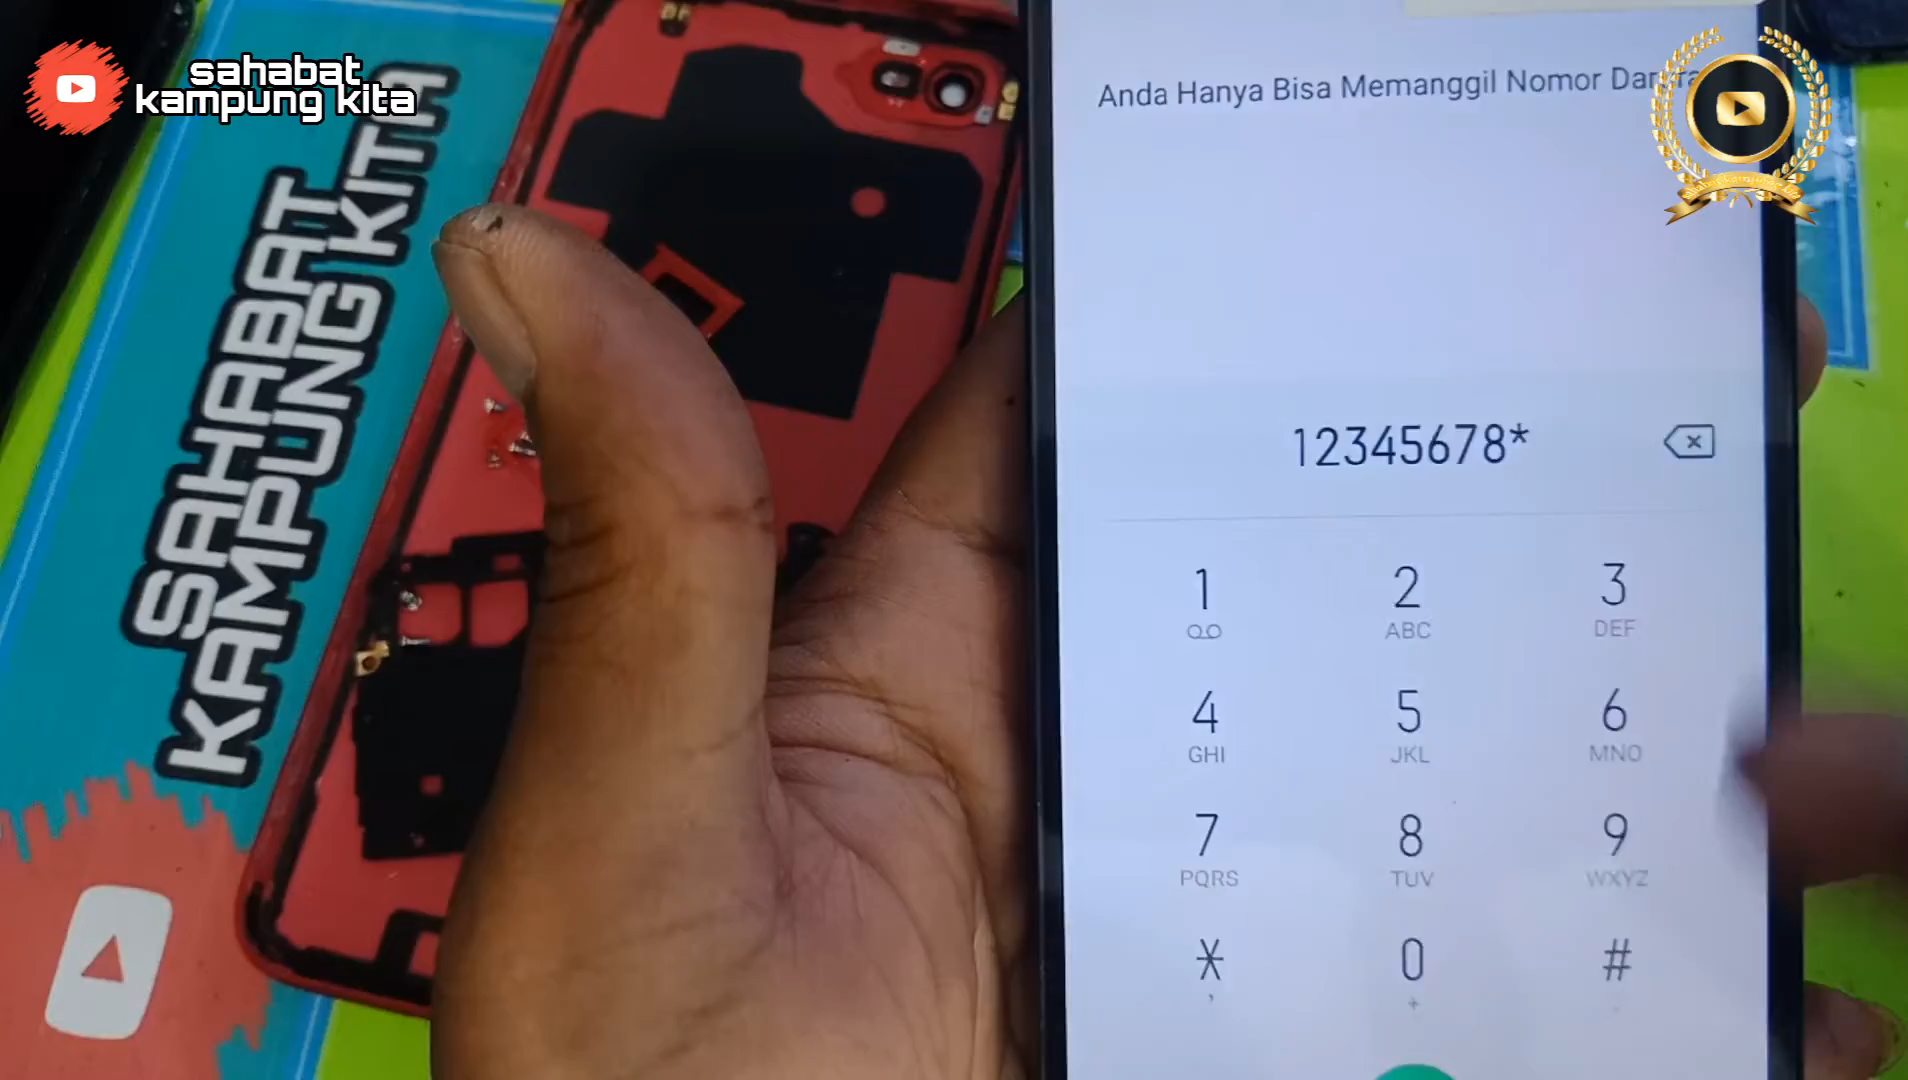 sahabat
kampung kita
SAHABAT
KAMPUNG KITA
Anda Hanya Bisa Memanggil Nomor
12345678*
1
2
ABC
3
DEF
4
GHI
5
JKL
6
MNO
7
PQRS
8
TUV
9
WXYZ
*
,
0
+
#